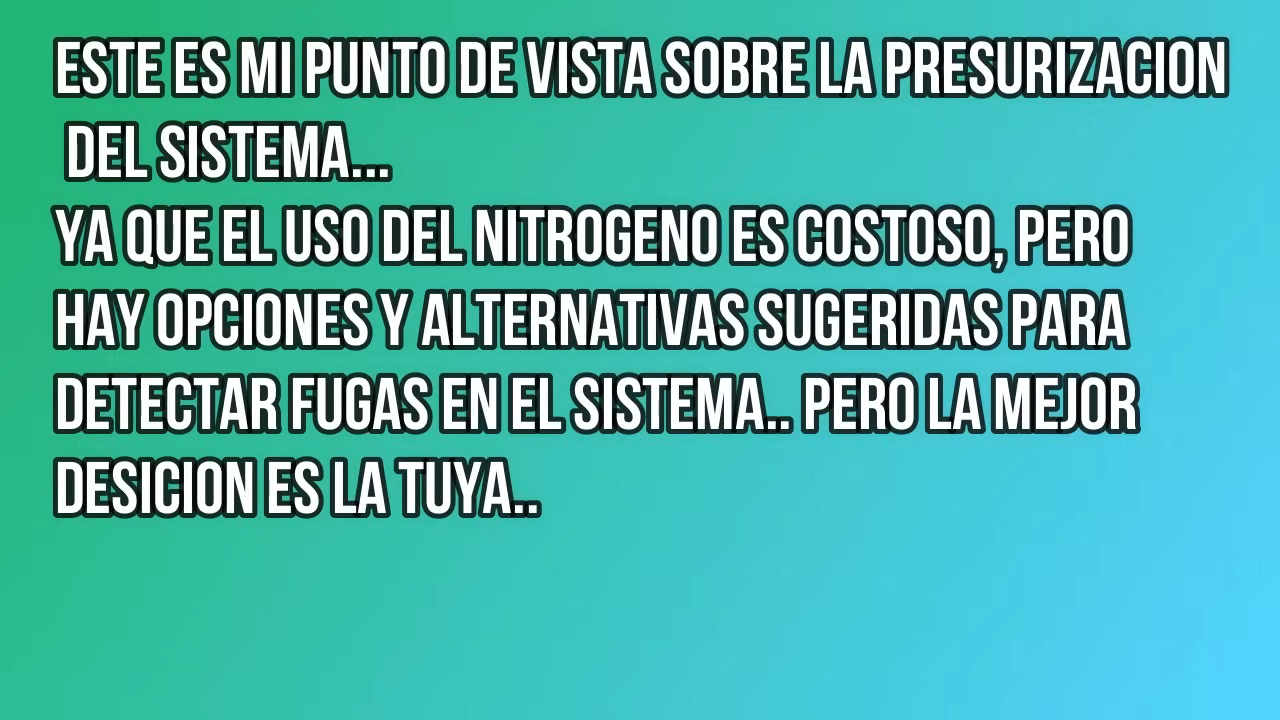 ESTE ES MI PUNTO DE VISTA SOBRE LA PRESURIZACION
DEL SISTEMA...
YA QUE EL USO DEL NITROGENO ES COSTOSO, PERO
HAY OPCIONES Y ALTERNATIVAS SUGERIDAS PARA
DETECTAR FUGAS EN EL SISTEMA.. PERO LA MEJOR
DESICION ES LA TUYA..